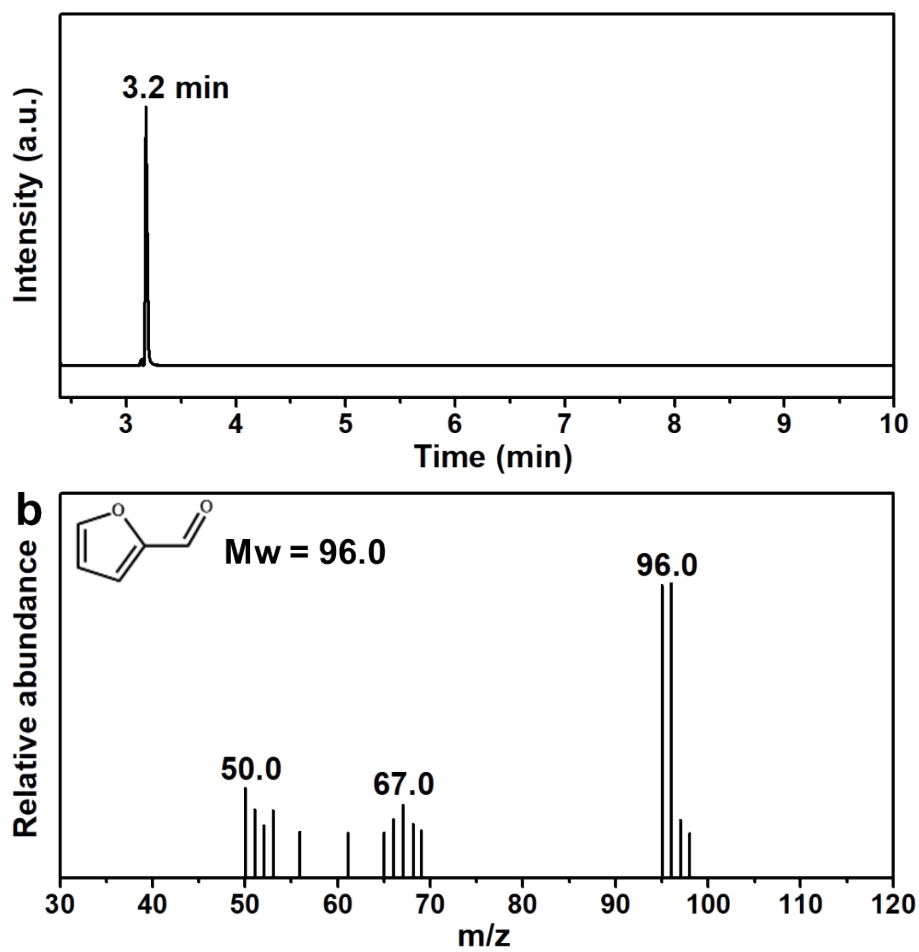 3.2 min
Intensity (a.u.)
3 4 5 6 7 8 9 10
Time (min)
b
O O
Mw = 96.0
96.0
50.0
67.0
Relative abundance
30 40 50 60 70 80 90 100 110 120
m/z